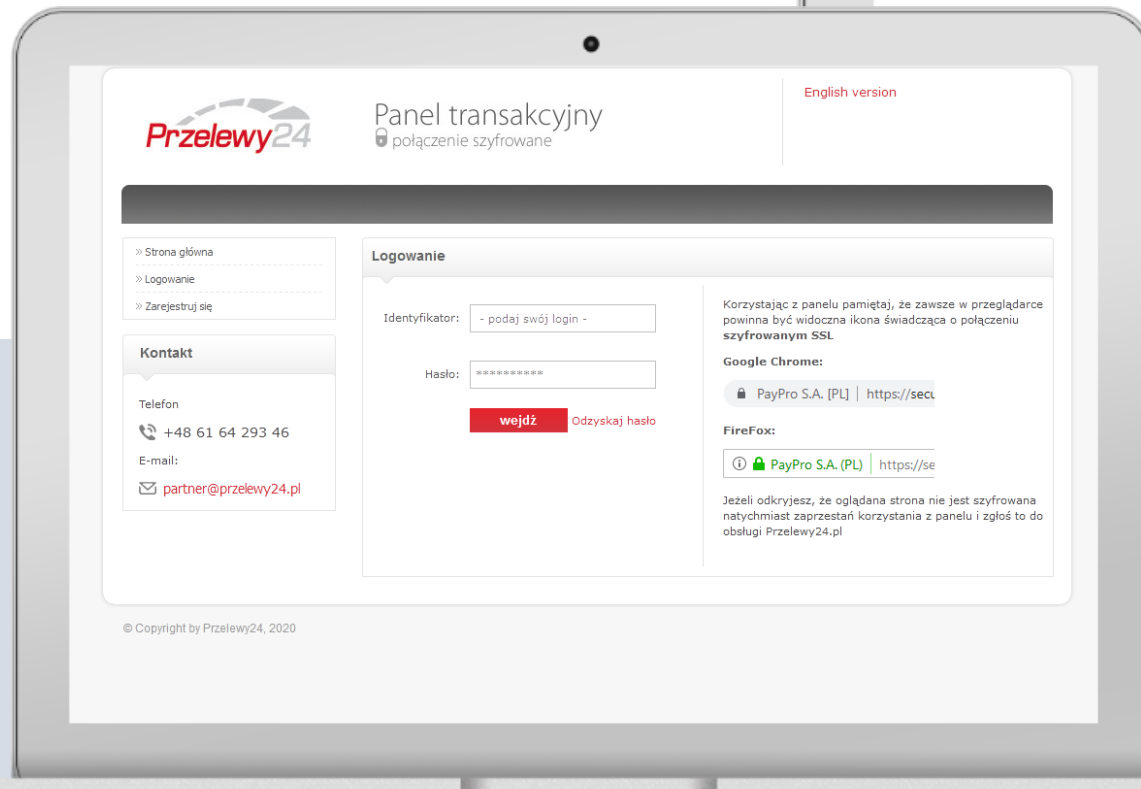 Przelewy24
Panel transakcyjny
połączenie szyfrowane
English version
» Strona główna
» Logowanie
» Zarejestruj się
Kontakt
Telefon
+48 61 64 293 46
E-mail:
partner@przelewy24.pl
Logowanie
Identyfikator:
- podaj swój login -
Hasło:
**********
wejdź
Odzyskaj hasło
Korzystając z panelu pamiętaj, że zawsze w przeglądarce
powinna być widoczna ikona świadcząca o połączeniu
szyfrowanym SSL
Google Chrome:
PayPro S.A. [PL] | https://secu
FireFox:
PayPro S.A. (PL) | https://se
Jeżeli odkryjesz, że oglądana strona nie jest szyfrowana
natychmiast zaprzestań korzystania z panelu i zgłoś to do
obsługi Przelewy24.pl
© Copyright by Przelewy24, 2020